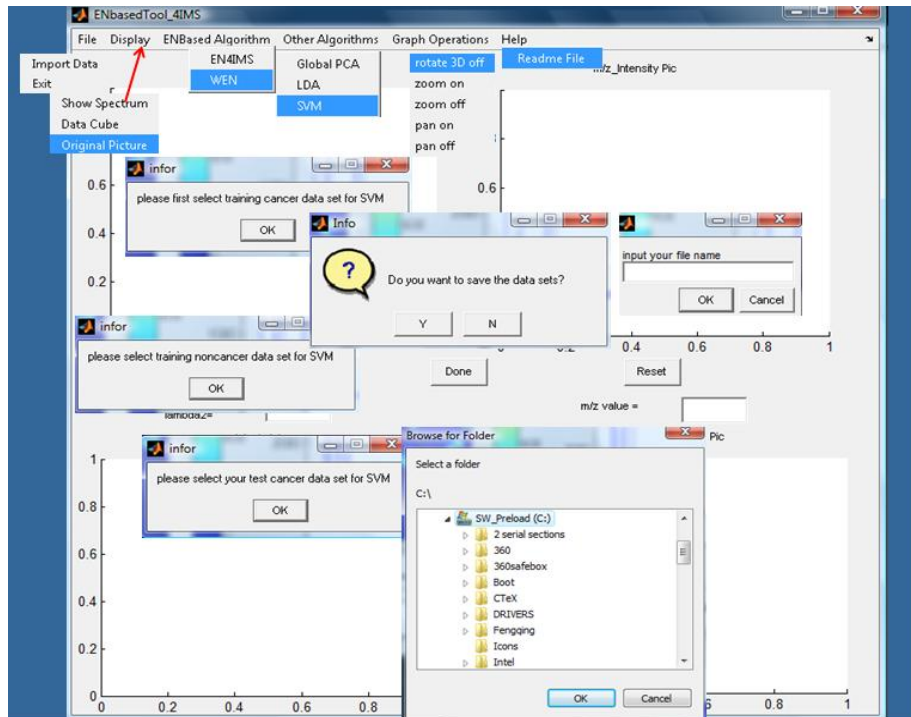 ENbasedTool_4IMS
File Display ENBased Algorithm Other Algorithms Graph Operations Help
Import Data
Exit
Show Spectrum
Data Cube
Original Picture
EN4IMS
WEN
Global PCA
LDA
SVM
rotate 3D off
zoom on
zoom off
pan on
pan off
Readme File
m/z_Intensity Pic
0.6
0.4
0.2
0.6
infor
please first select training cancer data set for SVM
OK
Info
Do you want to save the data sets?
Y N
input your file name
OK Cancel
0.2 0.4 0.6 0.8 1
infor
please select training noncancer data set for SVM
OK
Done Reset
lambda2=
m/z value =
Pic
infor
please select your test cancer data set for SVM
OK
Browse for Folder
Select a folder
C:\
SW_Preload (C:)
2 serial sections
360
360safebox
Boot
CTeX
DRIVERS
Fengqing
Icons
Intel
OK Cancel
1
0.8
0.6
0.4
0.2
0
0 0.2 0.4 0.6 0.8
0.8 1